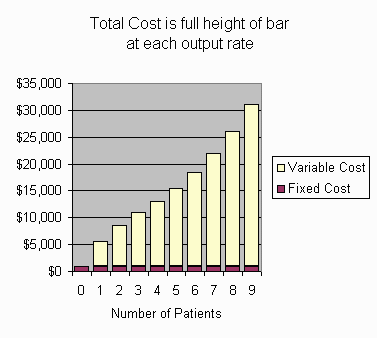 Total Cost is full height of bar
at each output rate
$35,000
$30,000
$25,000
$20,000
$15,000
$10,000
$5,000
$0
Variable Cost
Fixed Cost
0 1 2 3 4 5 6 7 8 9
Number of Patients